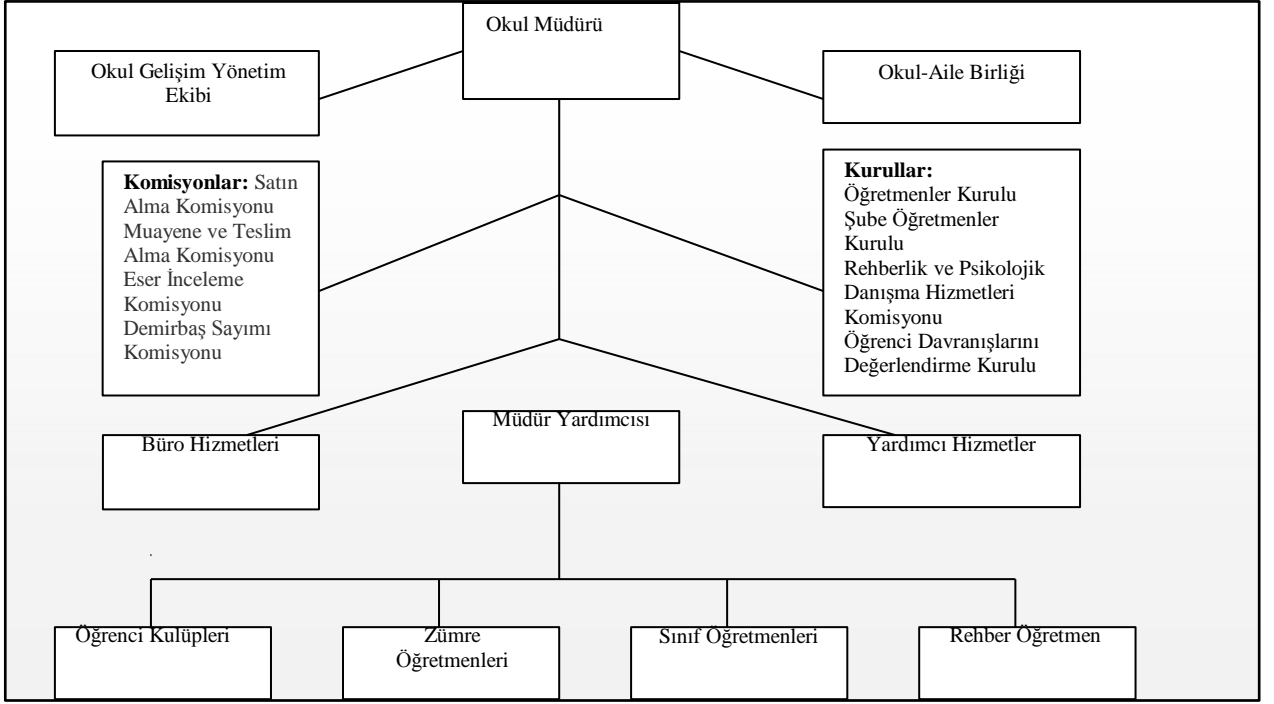 Okul Müdürü
Okul Gelişim Yönetim
Ekibi
Okul-Aile Birliği
Komisyonlar: Satın
Alma Komisyonu
Muayene ve Teslim
Alma Komisyonu
Eser İnceleme
Komisyonu
Demirbaş Sayımı
Komisyonu
Kurullar:
Öğretmenler Kurulu
Şube Öğretmenler
Kurulu
Rehberlik ve Psikolojik
Danışma Hizmetleri
Komisyonu
Öğrenci Davranışlarını
Değerlendirme Kurulu
Büro Hizmetleri
Müdür Yardımcısı
Yardımcı Hizmetler
Öğrenci Kulüpleri
Zümre
Öğretmenleri
Sınıf Öğretmenleri
Rehber Öğretmen